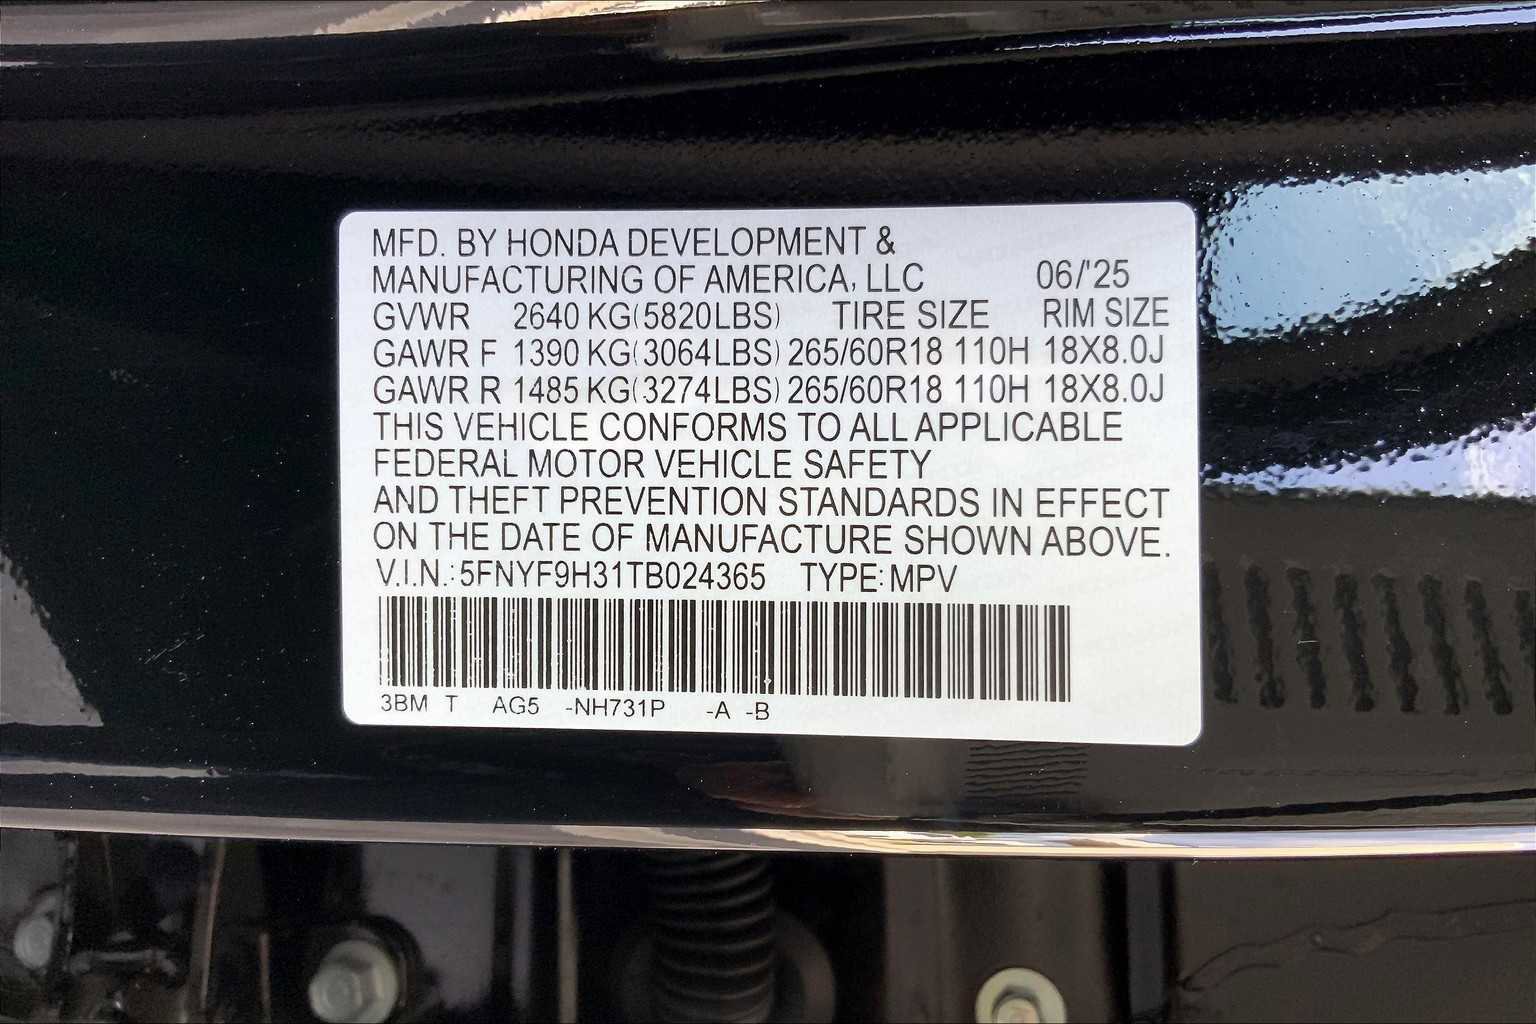 MFD. BY HONDA DEVELOPMENT &
MANUFACTURING OF AMERICA, LLC 06/'25
GVWR 2640 KG(5820LBS) TIRE SIZE RIM SIZE
GAWR F 1390 KG(3064LBS) 265/60R18 110H 18X8.0J
GAWR R 1485 KG(3274LBS) 265/60R18 110H 18X8.0J
THIS VEHICLE CONFORMS TO ALL APPLICABLE
FEDERAL MOTOR VEHICLE SAFETY
AND THEFT PREVENTION STANDARDS IN EFFECT
ON THE DATE OF MANUFACTURE SHOWN ABOVE.
V.I.N.: 5FNYF9H31TB024365 TYPE: MPV
3BM T AG5 -NH731P -A -B